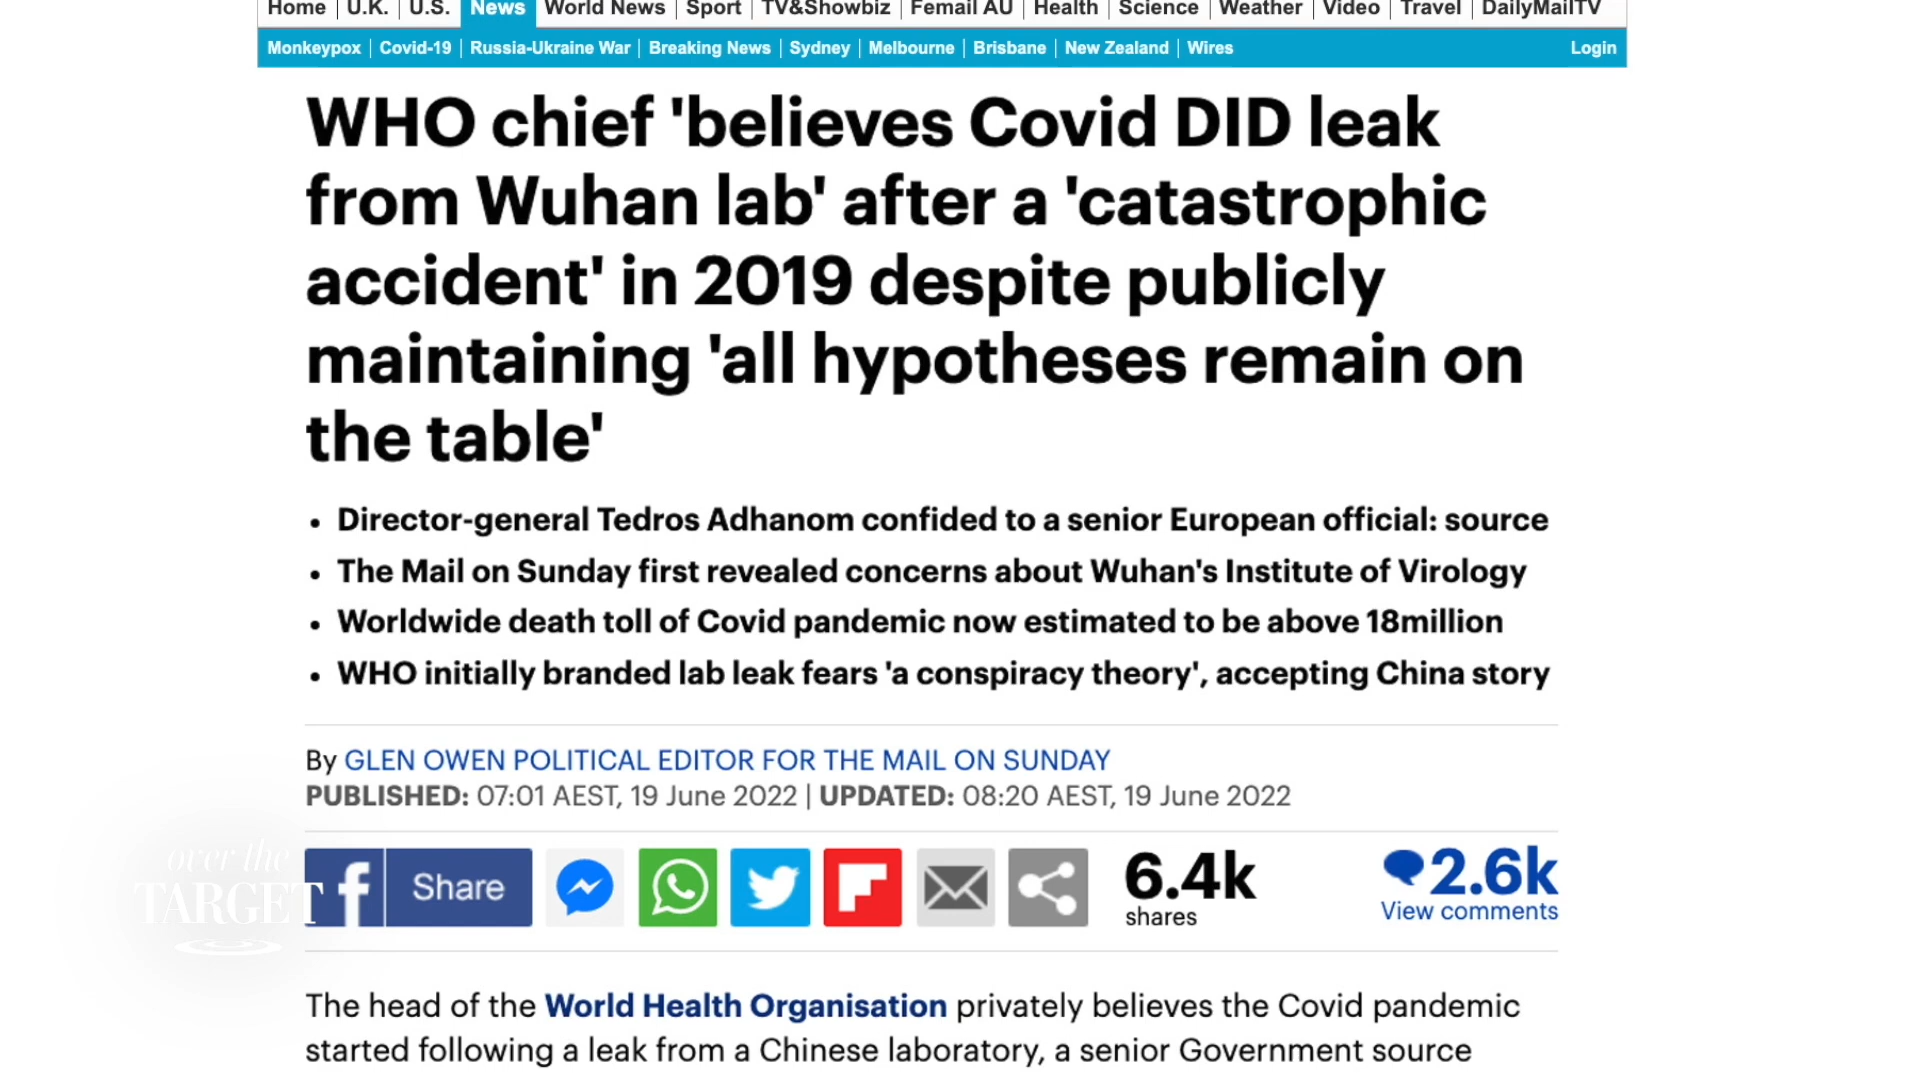 Home U.K. U.S. News World News Sport TV&Showbiz Femail AU Health Science Weather Video Travel DailyMailTV
Monkeypox Covid-19 Russia-Ukraine War Breaking News Sydney Melbourne Brisbane New Zealand Wires Login
WHO chief 'believes Covid DID leak
from Wuhan lab' after a 'catastrophic
accident' in 2019 despite publicly
maintaining 'all hypotheses remain on
the table'
• Director-general Tedros Adhanom confided to a senior European official: source
• The Mail on Sunday first revealed concerns about Wuhan's Institute of Virology
• Worldwide death toll of Covid pandemic now estimated to be above 18million
• WHO initially branded lab leak fears 'a conspiracy theory', accepting China story
By GLEN OWEN POLITICAL EDITOR FOR THE MAIL ON SUNDAY
PUBLISHED: 07:01 AEST, 19 June 2022 | UPDATED: 08:20 AEST, 19 June 2022
over the
TARGET
f Share 6.4k shares 2.6k View comments
The head of the World Health Organisation privately believes the Covid pandemic
started following a leak from a Chinese laboratory, a senior Government source